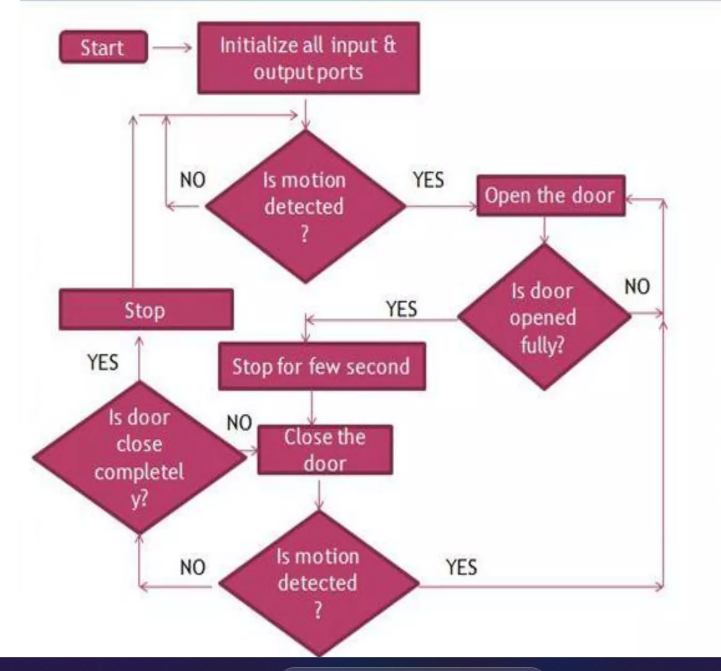 Start
Initialize all input &
output ports
NO
Is motion
detected
?
YES
Open the door
Is door
opened
fully?
NO
YES
Stop
Stop for few second
YES
Is door
close
completel
y?
NO
Close the
door
Is motion
detected
?
NO
YES